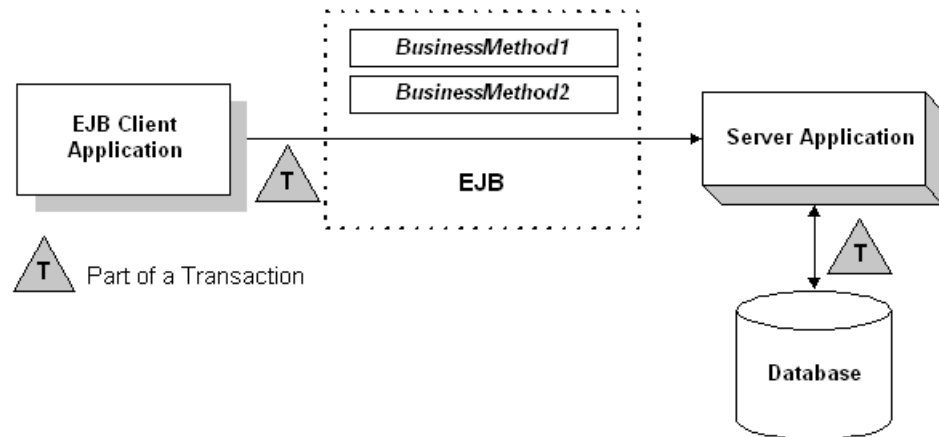 BusinessMethod1
BusinessMethod2
EJB Client
Application
Server Application
T
EJB
T
T
Part of a Transaction
Database